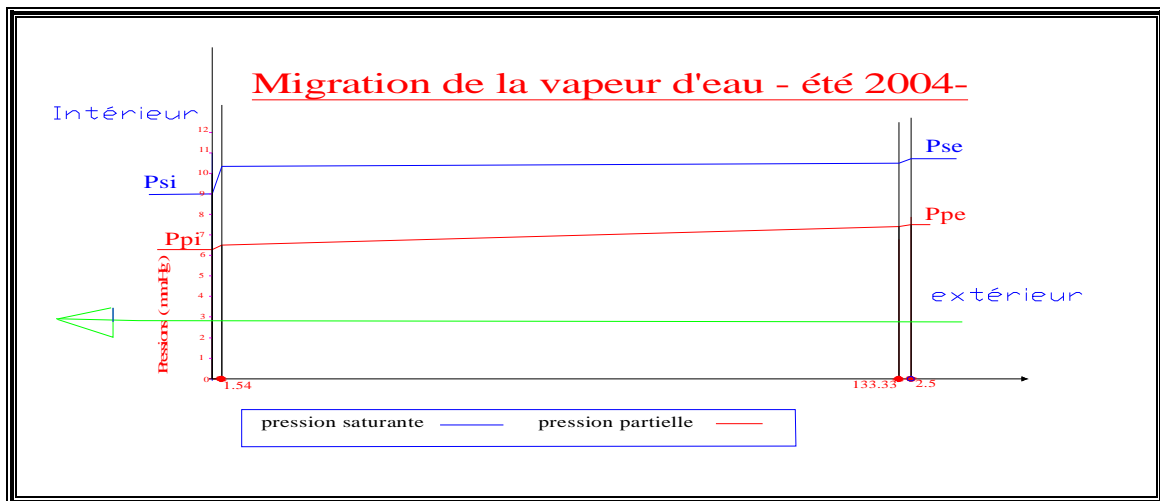 Migration de la vapeur d'eau - été 2004-
Intérieur
12
11
10
9
8
7
6
5
4
3
2
1
0
Psi
Pse
Ppi
Ppe
Pressions (mmHg)
extérieur
1.54
133.33
2.5
pression saturante
pression partielle